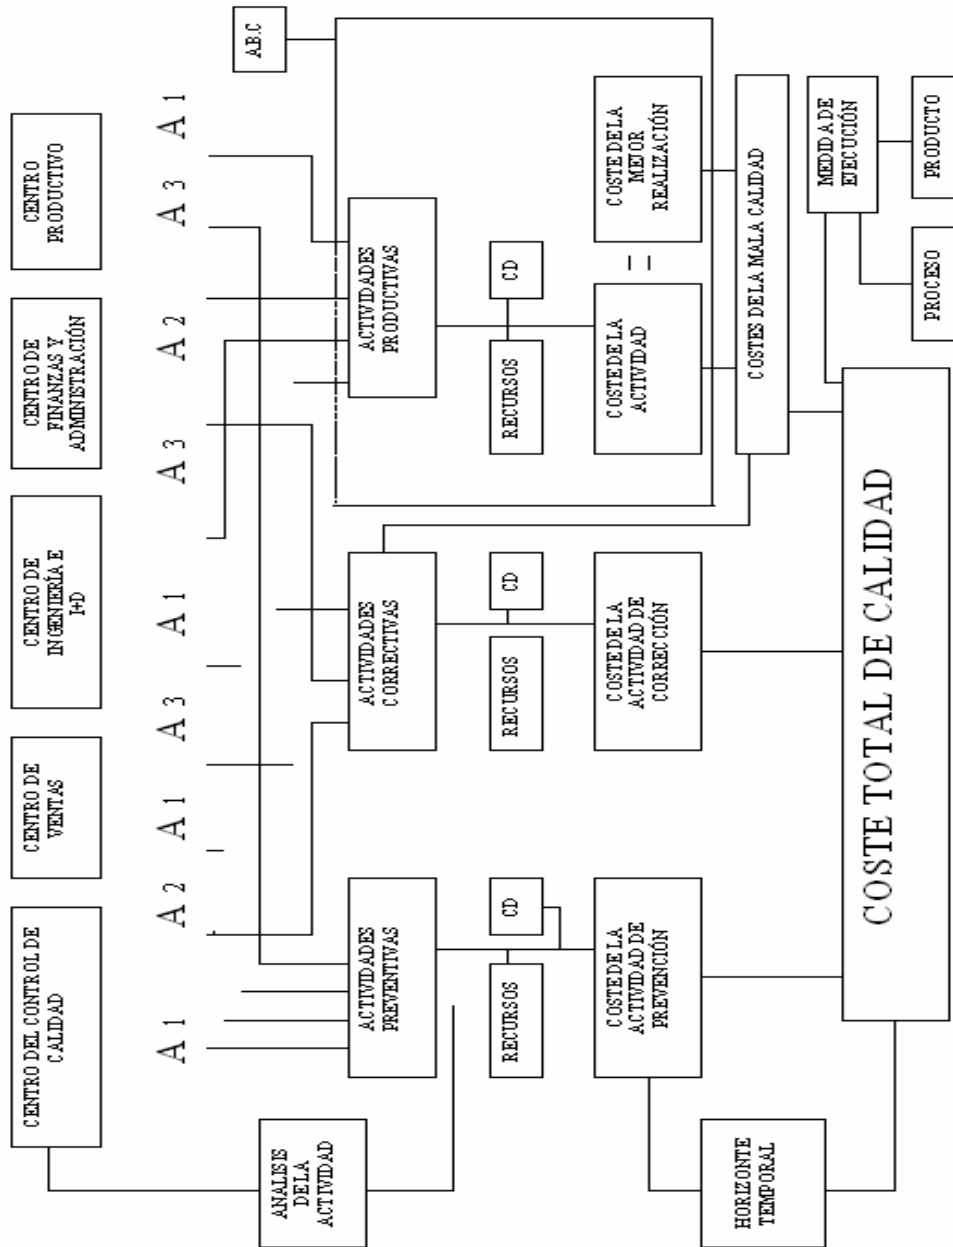 CENTRO DEL CONTROL DE
CALIDAD
CENTRO DE
VENTAS
CENTRO DE
INGENIERÍA E
I+D
CENTRO DE
FINANZAS Y
ADMINISTRACIÓN
CENTRO
PRODUCTIVO
A 1
A 2
A 1
A 3
A 1
A 3
A 2
A 3
A 1
A.B.C
ANALISIS
DE LA
ACTIVIDAD
ACTIVIDADES
PREVENTIVAS
ACTIVIDADES
CORRECTIVAS
ACTIVIDADES
PRODUCTIVAS
RECURSOS
CD
RECURSOS
CD
RECURSOS
CD
COSTE DE LA
ACTIVIDAD DE
PREVENCIÓN
COSTE DE LA
ACTIVIDAD DE
CORRECCIÓN
COSTE DE LA
ACTIVIDAD
COSTE DE LA
MEJOR
REALIZACIÓN
HORIZONTE
TEMPORAL
COSTES DE LA MALA CALIDAD
MEDIDA DE
EJECUCIÓN
COSTE TOTAL DE CALIDAD
PROCESO
PRODUCTO